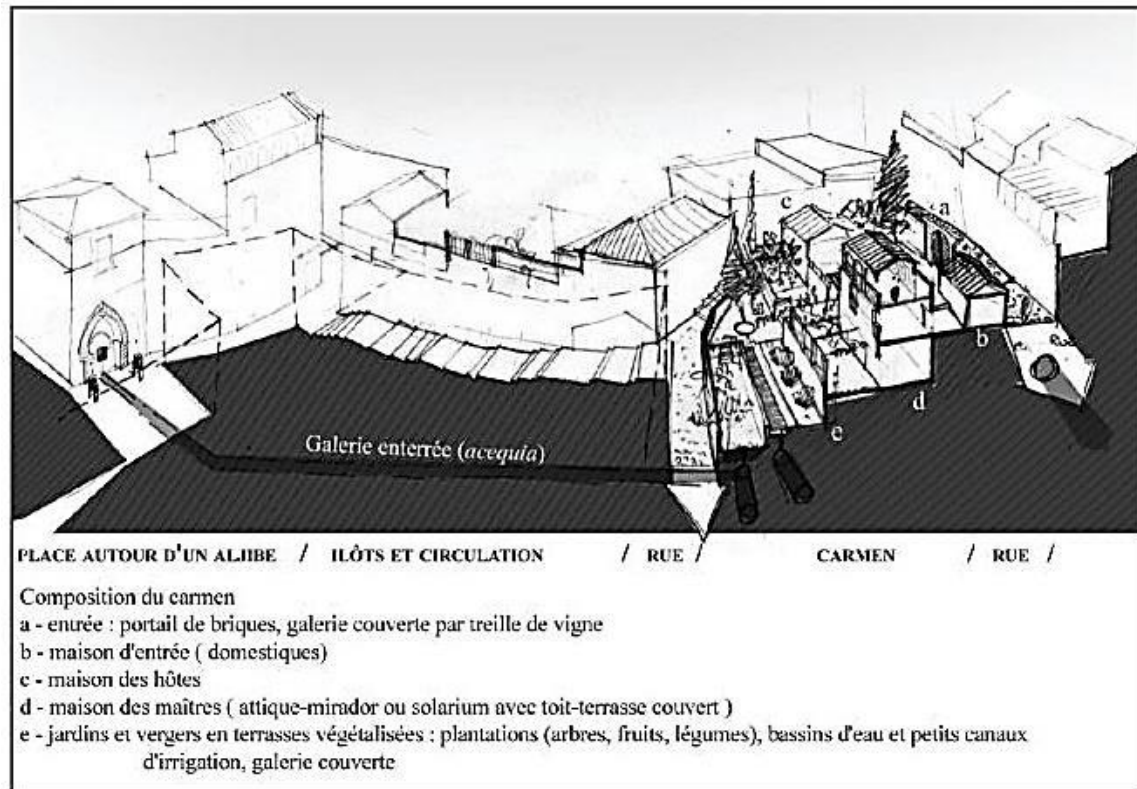 c
a
b
d
e
Galerie enterrée (acequia)
PLACE AUTOUR D'UN ALJIBE / ILÔTS ET CIRCULATION / RUE / CARMEN / RUE /
Composition du carmen
a - entrée : portail de briques, galerie couverte par treille de vigne
b - maison d'entrée ( domestiques)
c - maison des hôtes
d - maison des maîtres ( attique-mirador ou solarium avec toit-terrasse couvert )
e - jardins et vergers en terrasses végétalisées : plantations (arbres, fruits, légumes), bassins d'eau et petits canaux
d'irrigation, galerie couverte